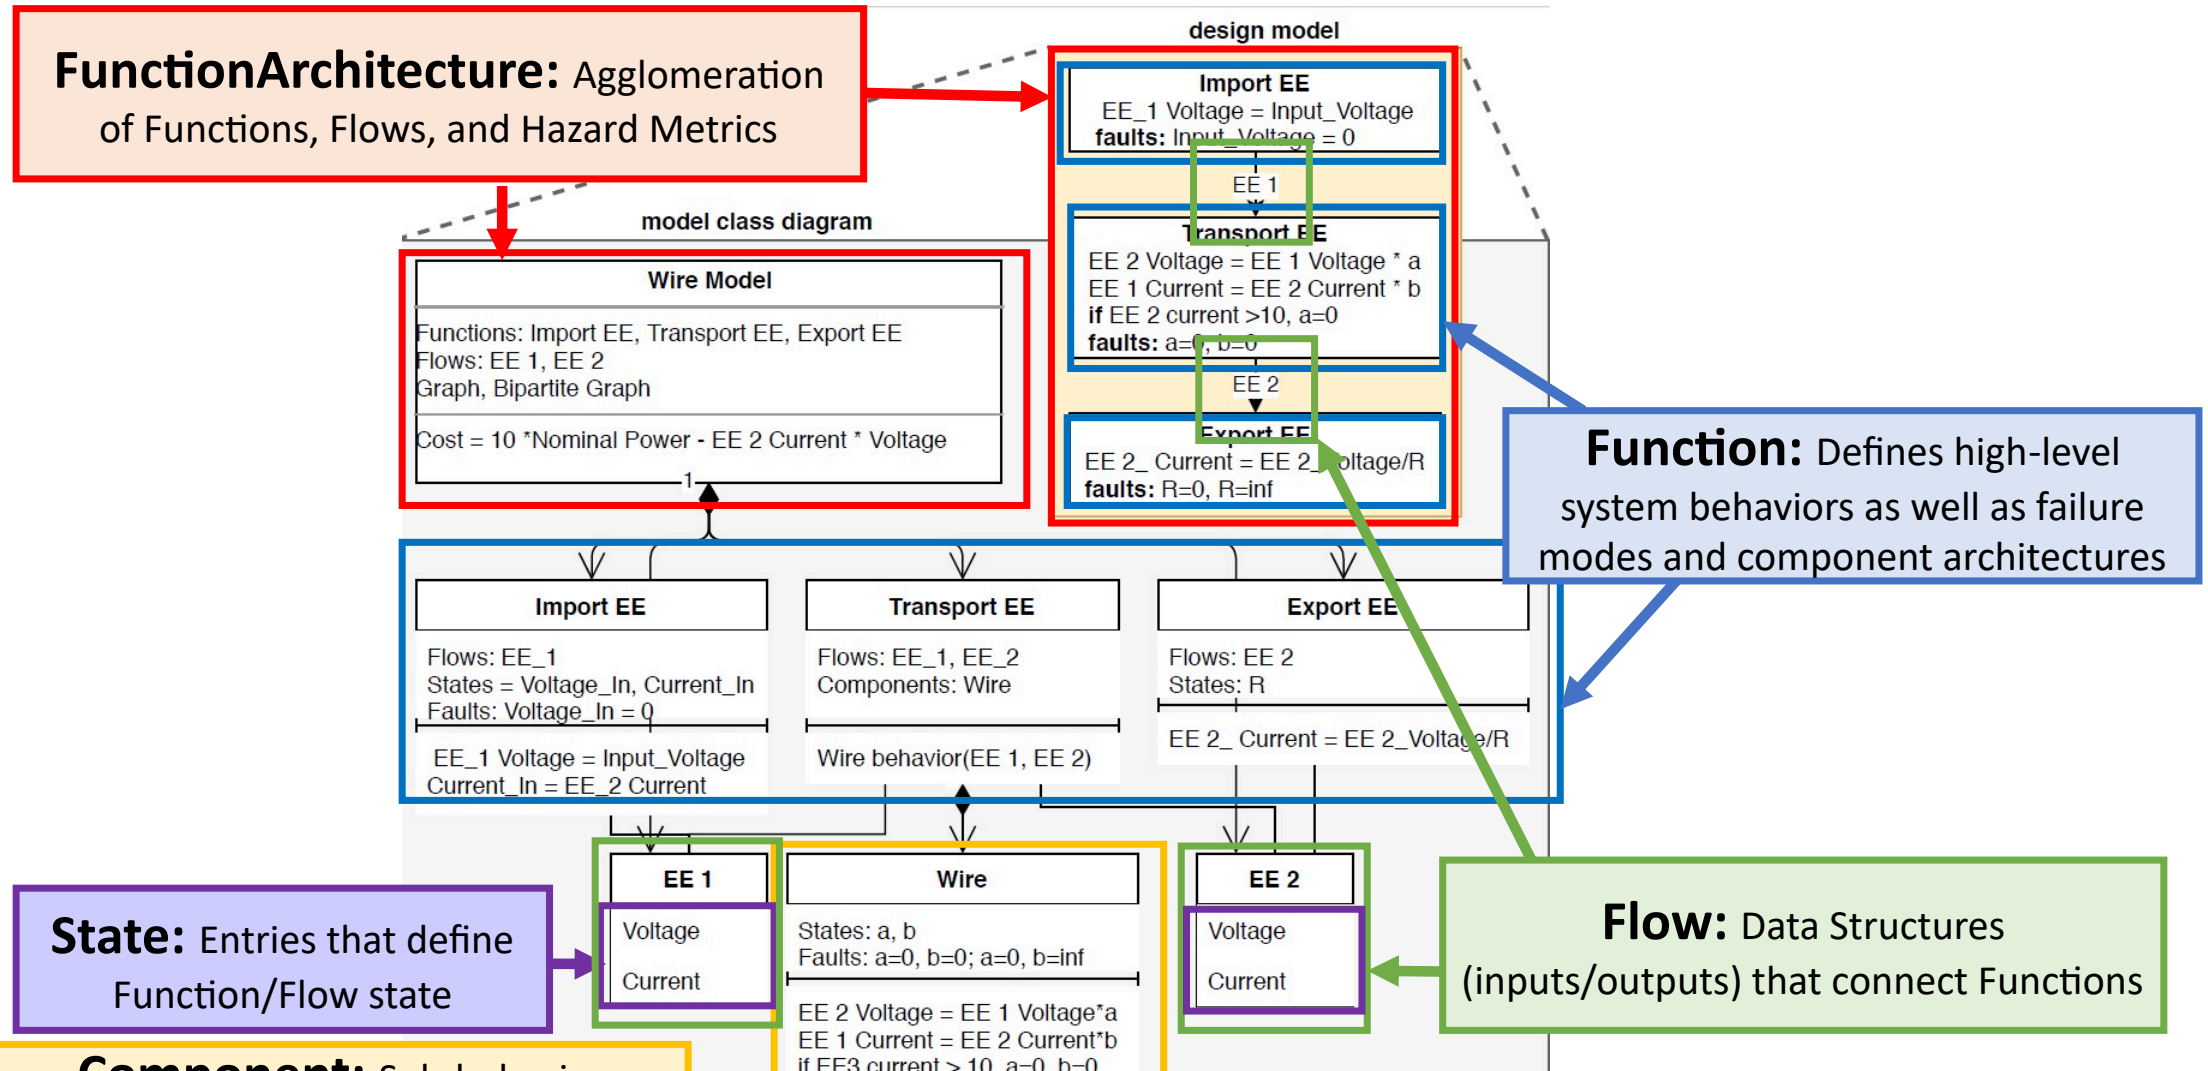 design model
FunctionArchitecture: Agglomeration
of Functions, Flows, and Hazard Metrics
Import EE
EE_1 Voltage = Input_Voltage
faults: Input_Voltage = 0
EE 1
Transport EE
EE 2 Voltage = EE 1 Voltage * a
EE 1 Current = EE 2 Current * b
if EE 2 current >10, a=0
faults: a=0, b=0
EE 2
Export EE
EE 2_ Current = EE 2_Voltage/R
faults: R=0, R=inf
model class diagram
Wire Model
Functions: Import EE, Transport EE, Export EE
Flows: EE 1, EE 2
Graph, Bipartite Graph
Cost = 10 *Nominal Power - EE 2 Current * Voltage
1
Function: Defines high-level
system behaviors as well as failure
modes and component architectures
Import EE
Flows: EE_1
States = Voltage_In, Current_In
Faults: Voltage_In = 0
EE_1 Voltage = Input_Voltage
Current_In = EE_2 Current
Transport EE
Flows: EE_1, EE_2
Components: Wire
Wire behavior(EE 1, EE 2)
Export EE
Flows: EE 2
States: R
EE 2_ Current = EE 2_Voltage/R
State: Entries that define
Function/Flow state
EE 1
Voltage
Current
Wire
States: a, b
Faults: a=0, b=0; a=0, b=inf
EE 2 Voltage = EE 1 Voltage*a
EE 1 Current = EE 2 Current*b
if EE3 current > 10, a=0, b=0
EE 2
Voltage
Current
Flow: Data Structures
(inputs/outputs) that connect Functions
Component: